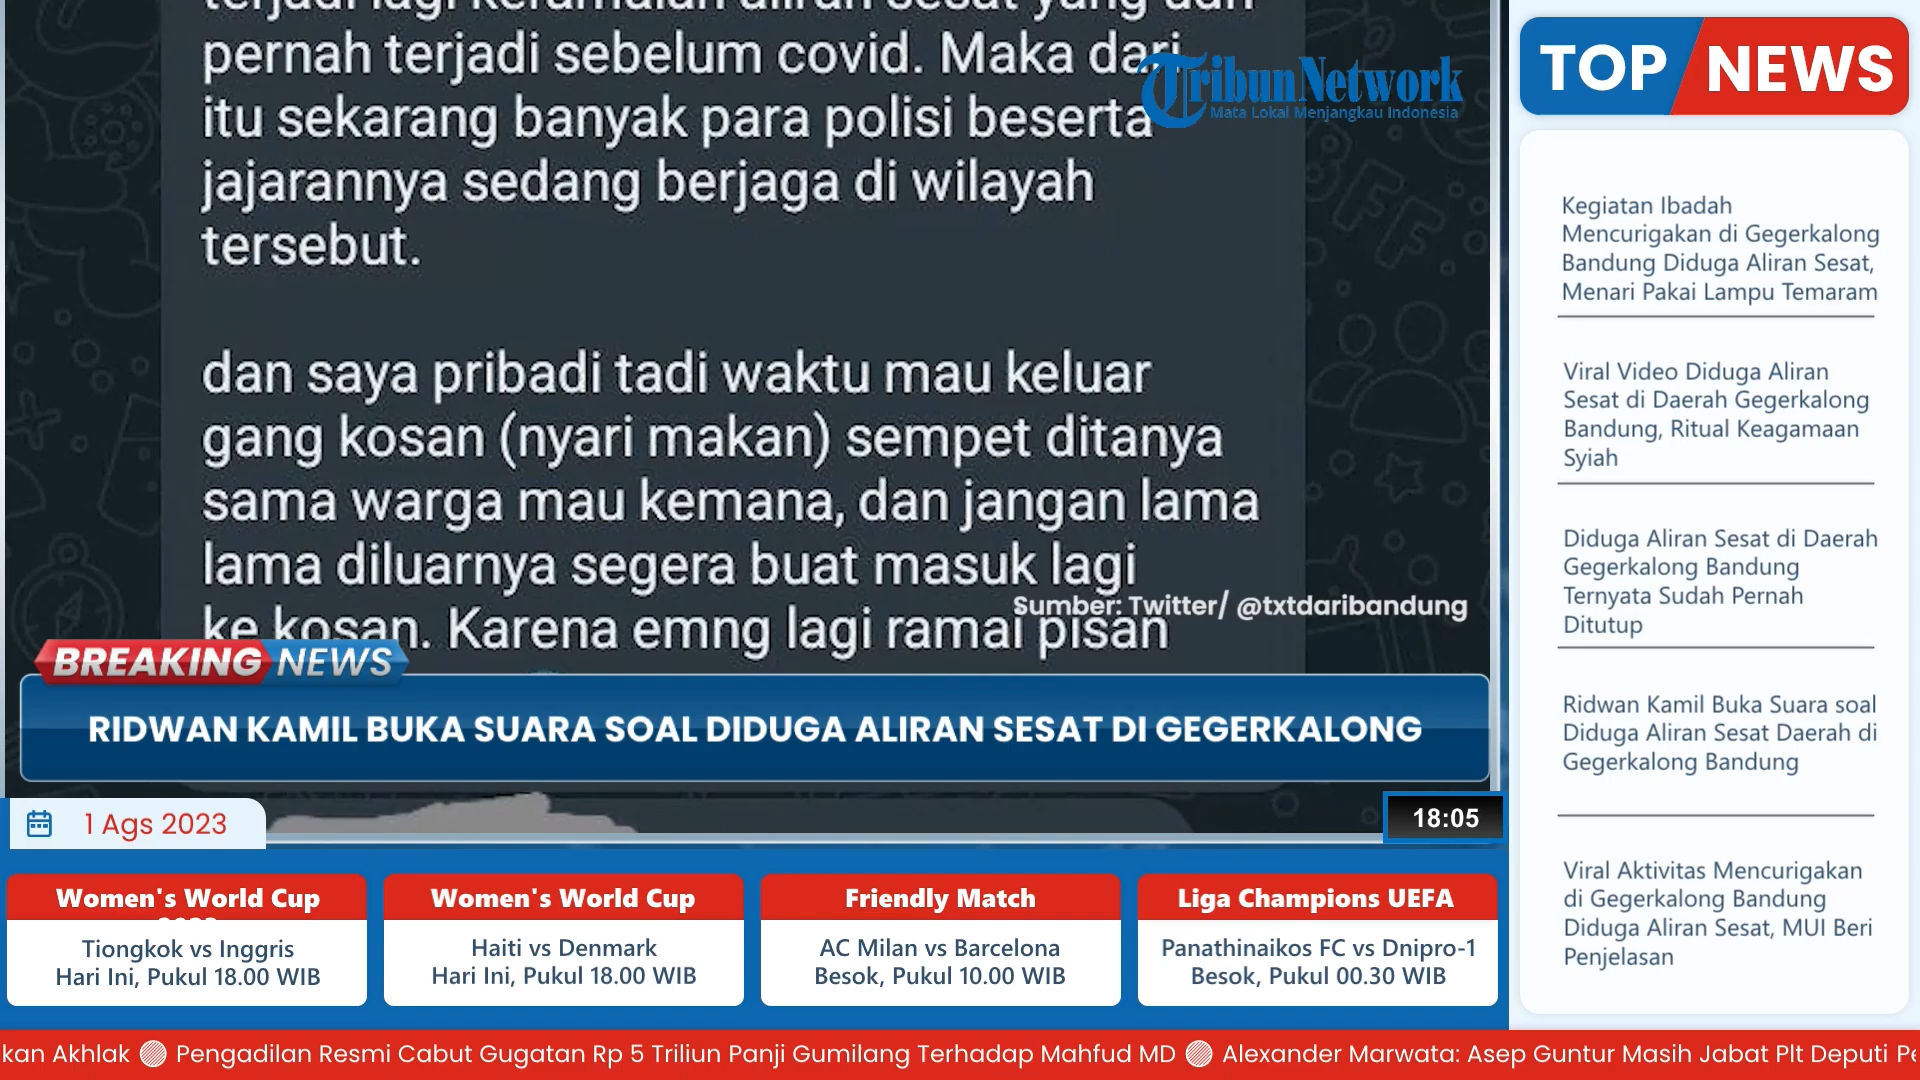 terjadi lagi keramaian aliran sesat yang dah
pernah terjadi sebelum covid. Maka dari
itu sekarang banyak para polisi beserta
jajarannya sedang berjaga di wilayah
tersebut.
dan saya pribadi tadi waktu mau keluar
gang kosan (nyari makan) sempet ditanya
sama warga mau kemana, dan jangan lama
lama diluarnya segera buat masuk lagi
ke kosan. Karena emng lagi ramai pisan
TribunNetwork
Mata Lokal Menjangkau Indonesia
Sumber: Twitter/ @txtdaribandung
BREAKING NEWS
RIDWAN KAMIL BUKA SUARA SOAL DIDUGA ALIRAN SESAT DI GEGERKALONG
1 Ags 2023
18:05
TOP NEWS
Kegiatan Ibadah
Mencurigakan di Gegerkalong
Bandung Diduga Aliran Sesat,
Menari Pakai Lampu Temaram
Viral Video Diduga Aliran
Sesat di Daerah Gegerkalong
Bandung, Ritual Keagamaan
Syiah
Diduga Aliran Sesat di Daerah
Gegerkalong Bandung
Ternyata Sudah Pernah
Ditutup
Ridwan Kamil Buka Suara soal
Diduga Aliran Sesat Daerah di
Gegerkalong Bandung
Viral Aktivitas Mencurigakan
di Gegerkalong Bandung
Diduga Aliran Sesat, MUI Beri
Penjelasan
Women's World Cup
Tiongkok vs Inggris
Hari Ini, Pukul 18.00 WIB
Women's World Cup
Haiti vs Denmark
Hari Ini, Pukul 18.00 WIB
Friendly Match
AC Milan vs Barcelona
Besok, Pukul 10.00 WIB
Liga Champions UEFA
Panathinaikos FC vs Dnipro-1
Besok, Pukul 00.30 WIB
kan Akhlak Pengadilan Resmi Cabut Gugatan Rp 5 Triliun Panji Gumilang Terhadap Mahfud MD Alexander Marwata: Asep Guntur Masih Jabat Plt Deputi Pe